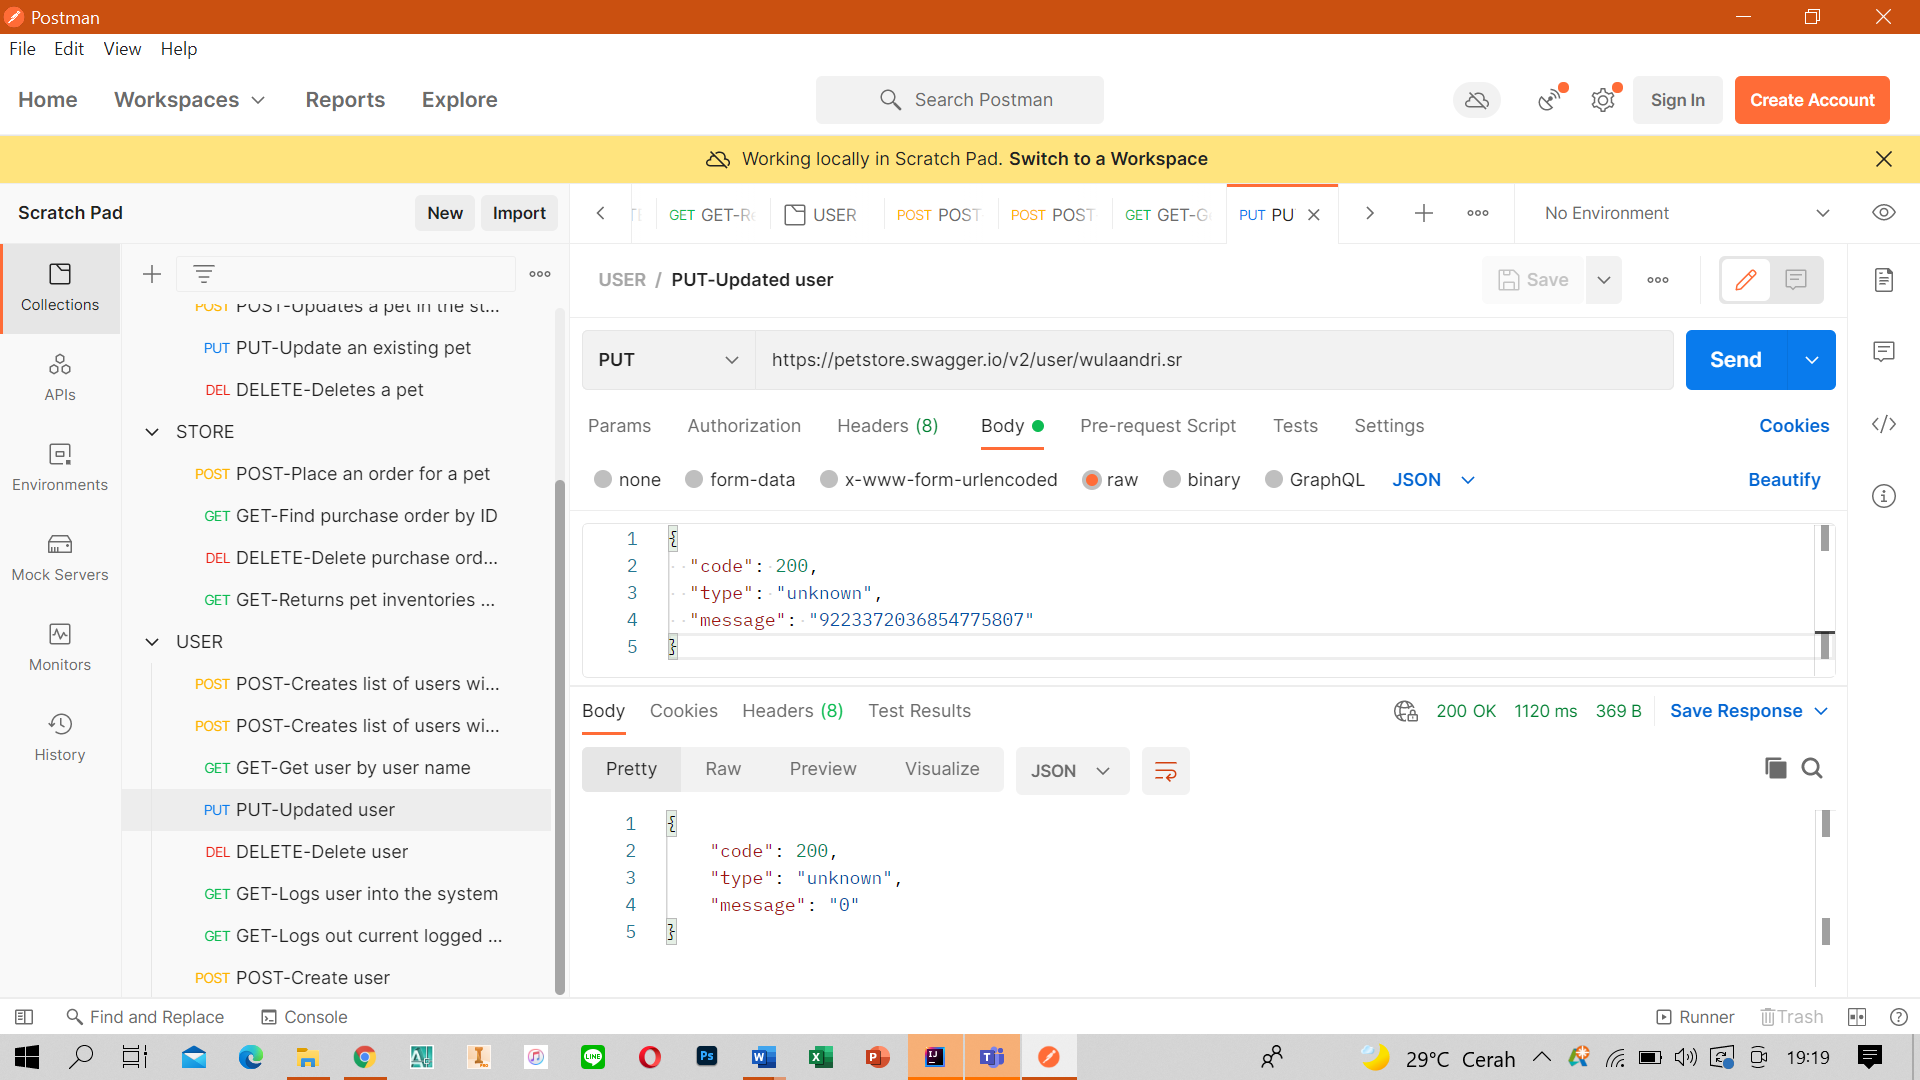 Postman
File Edit View Help
Home Workspaces Reports Explore
Search Postman
Sign In
Create Account
Working locally in Scratch Pad. Switch to a Workspace
Scratch Pad
New
Import
GET GET-Re
USER
POST POST
POST POST
GET GET-G
PUT PU
No Environment
Collections
APIs
Environments
Mock Servers
Monitors
History
POST POST-Updates a pet in the st...
PUT PUT-Update an existing pet
DEL DELETE-Deletes a pet
STORE
POST POST-Place an order for a pet
GET GET-Find purchase order by ID
DEL DELETE-Delete purchase ord...
GET GET-Returns pet inventories ...
USER
POST POST-Creates list of users wi...
POST POST-Creates list of users wi...
GET GET-Get user by user name
PUT PUT-Updated user
DEL DELETE-Delete user
GET GET-Logs user into the system
GET GET-Logs out current logged ...
POST POST-Create user
USER / PUT-Updated user
Save
PUT
https://petstore.swagger.io/v2/user/wulaandri.sr
Send
Params Authorization Headers (8) Body Pre-request Script Tests Settings
Cookies
none form-data x-www-form-urlencoded raw binary GraphQL JSON
Beautify
1 {
2 "code": 200,
3 "type": "unknown",
4 "message": "9223372036854775807"
5 }
Body Cookies Headers (8) Test Results
200 OK 1120 ms 369 B Save Response
Pretty Raw Preview Visualize JSON
1 {
2 "code": 200,
3 "type": "unknown",
4 "message": "0"
5 }
Find and Replace
Console
Runner
Trash
29°C Cerah
19:19